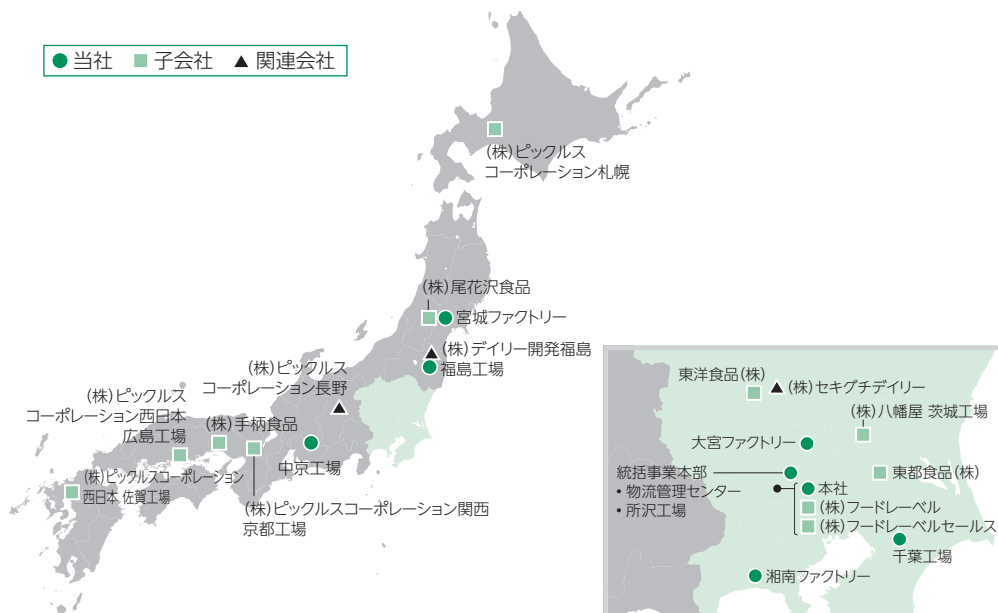 当社 子会社 関連会社
(株)ピックルス
コーポレーション札幌
(株)尾花沢食品
宮城ファクトリー
(株)デイリー開発福島
福島工場
(株)ピックルス
コーポレーション長野
(株)ピックルス
コーポレーション西日本
広島工場
(株)手柄食品
中京工場
(株)ピックルスコーポレーション
西日本 佐賀工場
(株)ピックルスコーポレーション関西
京都工場
東洋食品(株)
(株)セキグチデイリー
(株)八幡屋 茨城工場
大宮ファクトリー
統括事業本部
• 物流管理センター
• 所沢工場
東都食品(株)
本社
(株)フードレーベル
(株)フードレーベルセールス
千葉工場
湘南ファクトリー